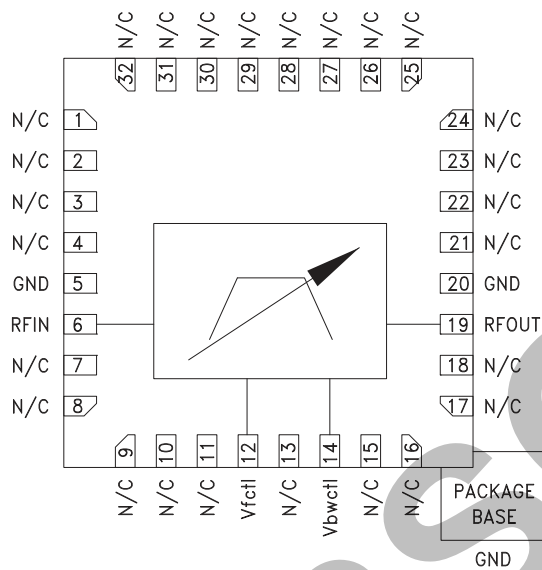 N/C N/C N/C N/C N/C N/C N/C N/C
32 31 30 29 28 27 26 25
N/C 1
N/C 2
N/C 3
N/C 4
GND 5
RFIN 6
N/C 7
N/C 8
24 N/C
23 N/C
22 N/C
21 N/C
20 GND
19 RFOUT
18 N/C
17 N/C
9 10 11 12 13 14 15 16
N/C N/C N/C Vfctl N/C Vbwctl N/C N/C
PACKAGE
BASE
GND